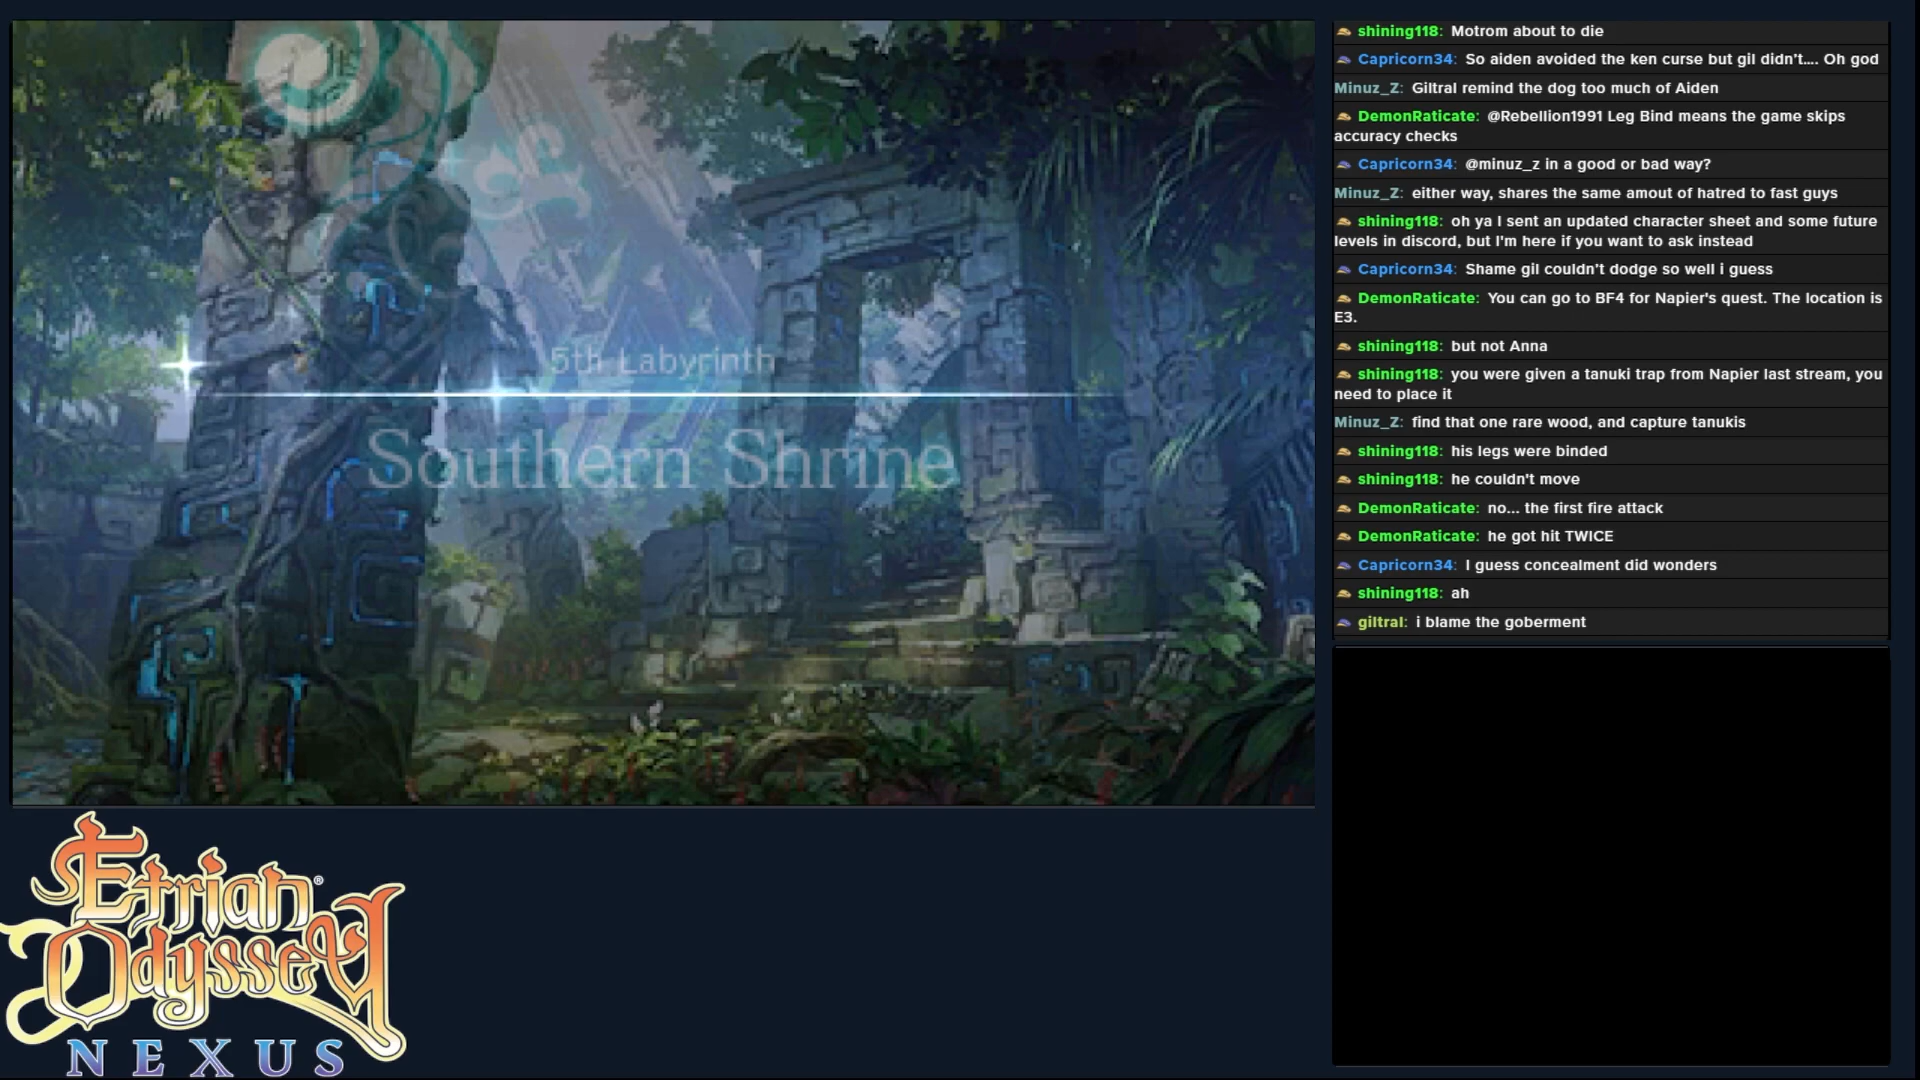 5th Labyrinth
Southern Shrine
Etrian
Odyssey
NEXUS
shining118: Motrom about to die
Capricorn34: So aiden avoided the ken curse but gil didn't.... Oh god
Minuz_Z: Giltral remind the dog too much of Aiden
DemonRaticate: @Rebellion1991 Leg Bind means the game skips
accuracy checks
Capricorn34: @minuz_z in a good or bad way?
Minuz_Z: either way, shares the same amout of hatred to fast guys
shining118: oh ya I sent an updated character sheet and some future
levels in discord, but I'm here if you want to ask instead
Capricorn34: Shame gil couldn't dodge so well i guess
DemonRaticate: You can go to BF4 for Napier's quest. The location is
E3.
shining118: but not Anna
shining118: you were given a tanuki trap from Napier last stream, you
need to place it
Minuz_Z: find that one rare wood, and capture tanukis
shining118: his legs were binded
shining118: he couldn't move
DemonRaticate: no... the first fire attack
DemonRaticate: he got hit TWICE
Capricorn34: I guess concealment did wonders
shining118: ah
giltral: i blame the goberment